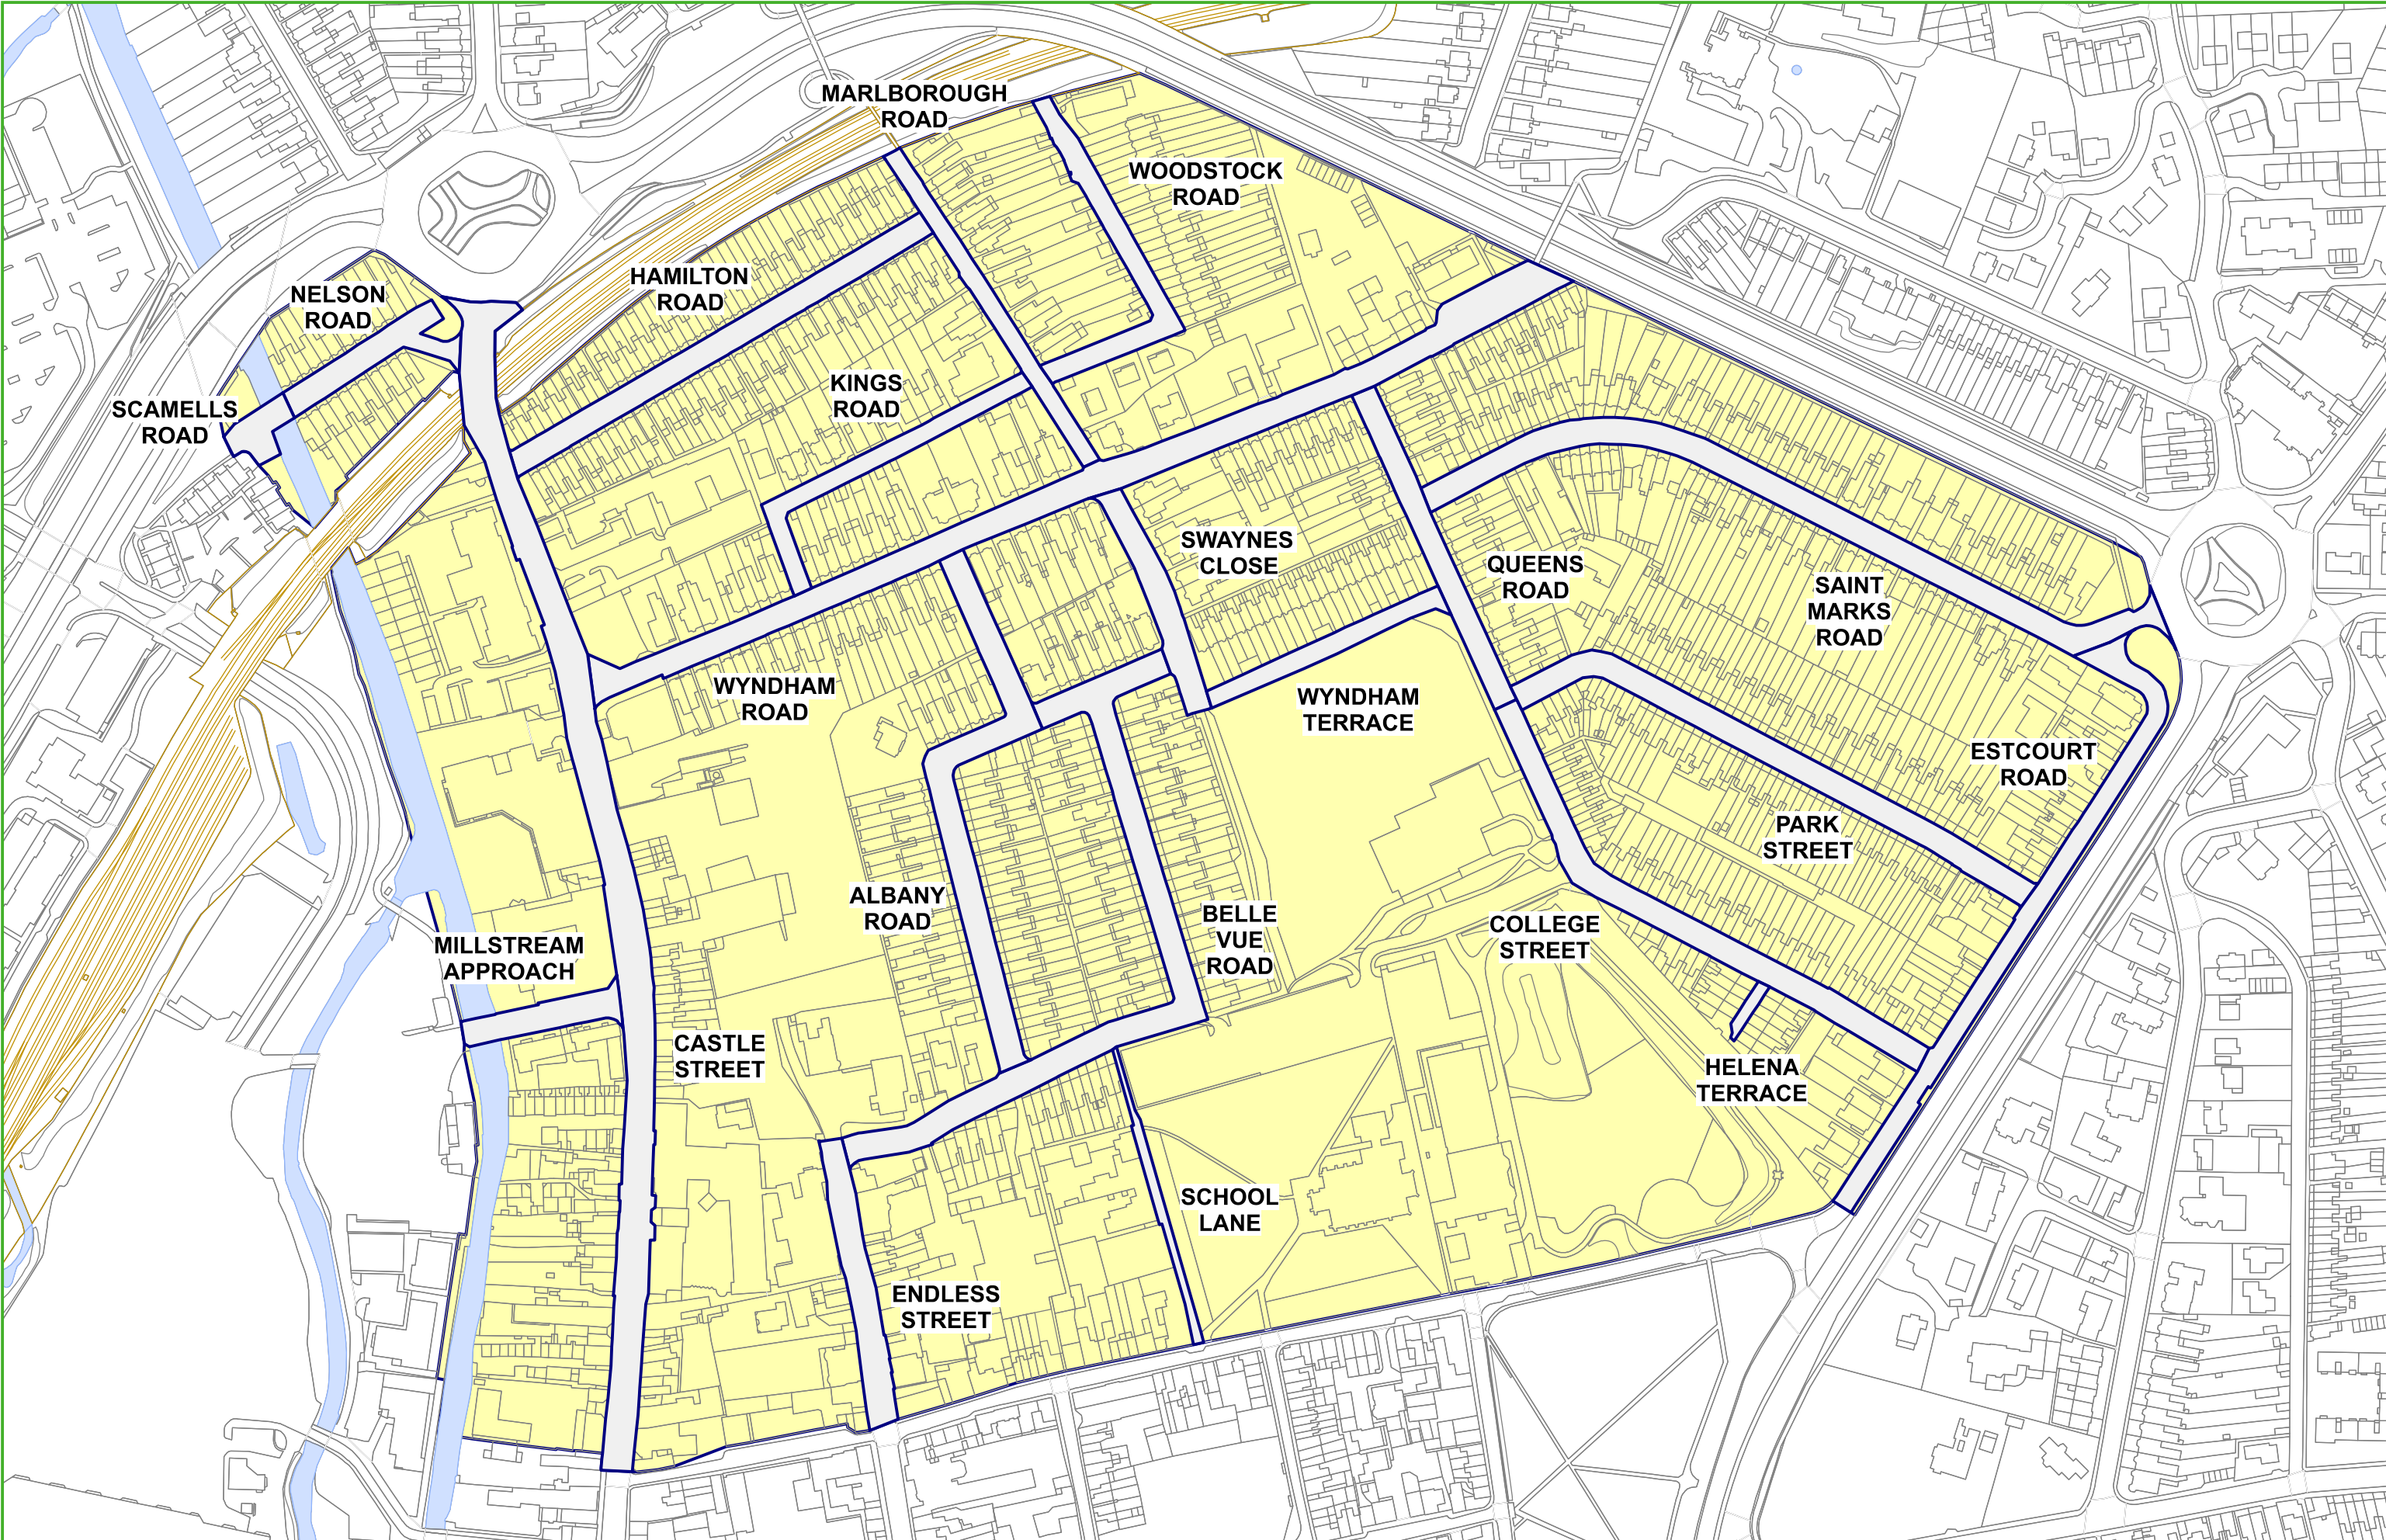 MARLBOROUGH
ROAD
WOODSTOCK
ROAD
HAMILTON
ROAD
NELSON
ROAD
KINGS
ROAD
SCAMELLS
ROAD
SWAYNES
CLOSE
QUEENS
ROAD
SAINT
MARKS
ROAD
WYNDHAM
ROAD
WYNDHAM
TERRACE
ESTCOURT
ROAD
PARK
STREET
ALBANY
ROAD
BELLE
VUE
ROAD
COLLEGE
STREET
MILLSTREAM
APPROACH
CASTLE
STREET
HELENA
TERRACE
SCHOOL
LANE
ENDLESS
STREET